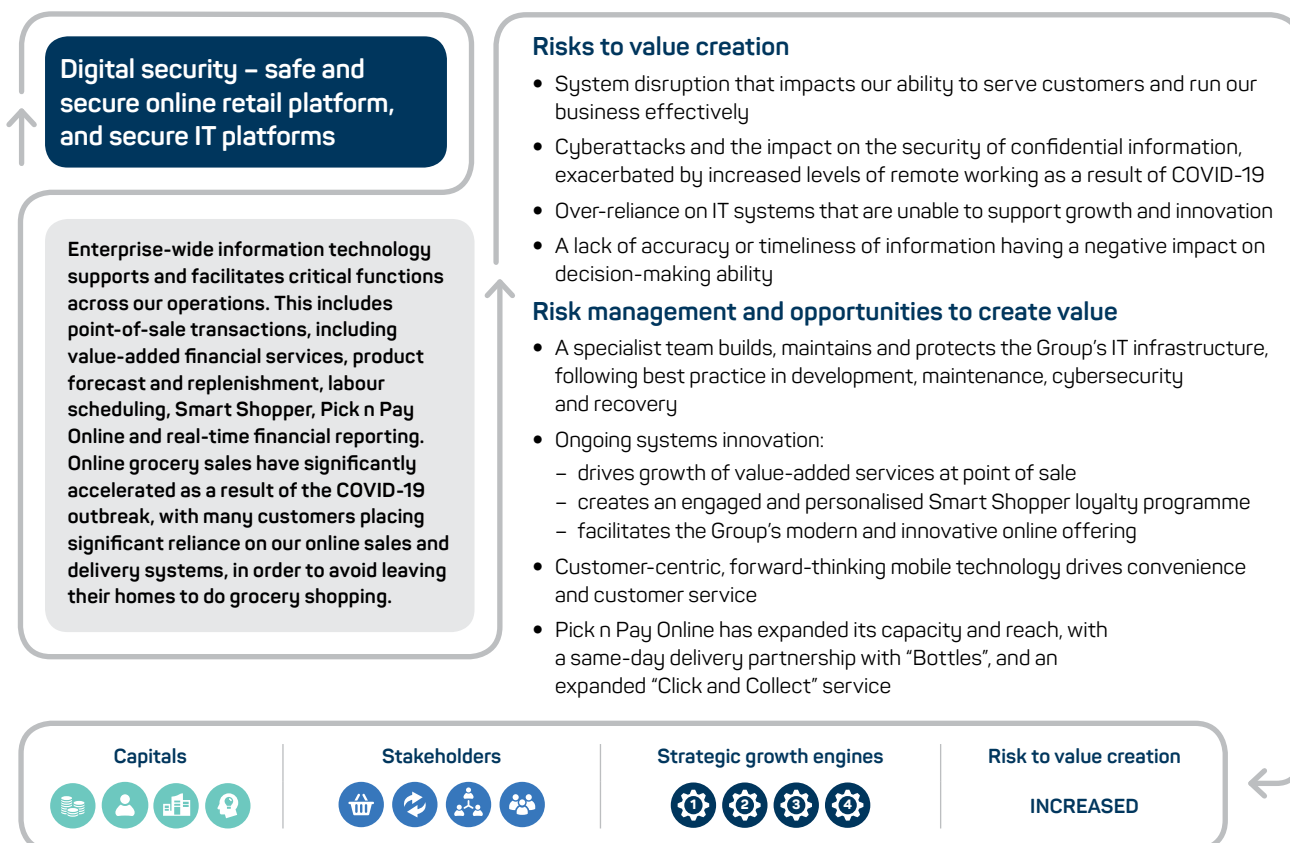 Digital security – safe and
secure online retail platform,
and secure IT platforms
Enterprise-wide information technology
supports and facilitates critical functions
across our operations. This includes
point-of-sale transactions, including
value-added financial services, product
forecast and replenishment, labour
scheduling, Smart Shopper, Pick n Pay
Online and real-time financial reporting.
Online grocery sales have significantly
accelerated as a result of the COVID-19
outbreak, with many customers placing
significant reliance on our online sales and
delivery systems, in order to avoid leaving
their homes to do grocery shopping.
Risks to value creation
• System disruption that impacts our ability to serve customers and run our
business effectively
• Cyberattacks and the impact on the security of confidential information,
exacerbated by increased levels of remote working as a result of COVID-19
• Over-reliance on IT systems that are unable to support growth and innovation
• A lack of accuracy or timeliness of information having a negative impact on
decision-making ability
Risk management and opportunities to create value
• A specialist team builds, maintains and protects the Group's IT infrastructure,
following best practice in development, maintenance, cybersecurity
and recovery
• Ongoing systems innovation:
– drives growth of value-added services at point of sale
– creates an engaged and personalised Smart Shopper loyalty programme
– facilitates the Group's modern and innovative online offering
• Customer-centric, forward-thinking mobile technology drives convenience
and customer service
• Pick n Pay Online has expanded its capacity and reach, with
a same-day delivery partnership with "Bottles", and an
expanded "Click and Collect" service
Capitals
Stakeholders
Strategic growth engines
1 2 3 4
Risk to value creation
INCREASED